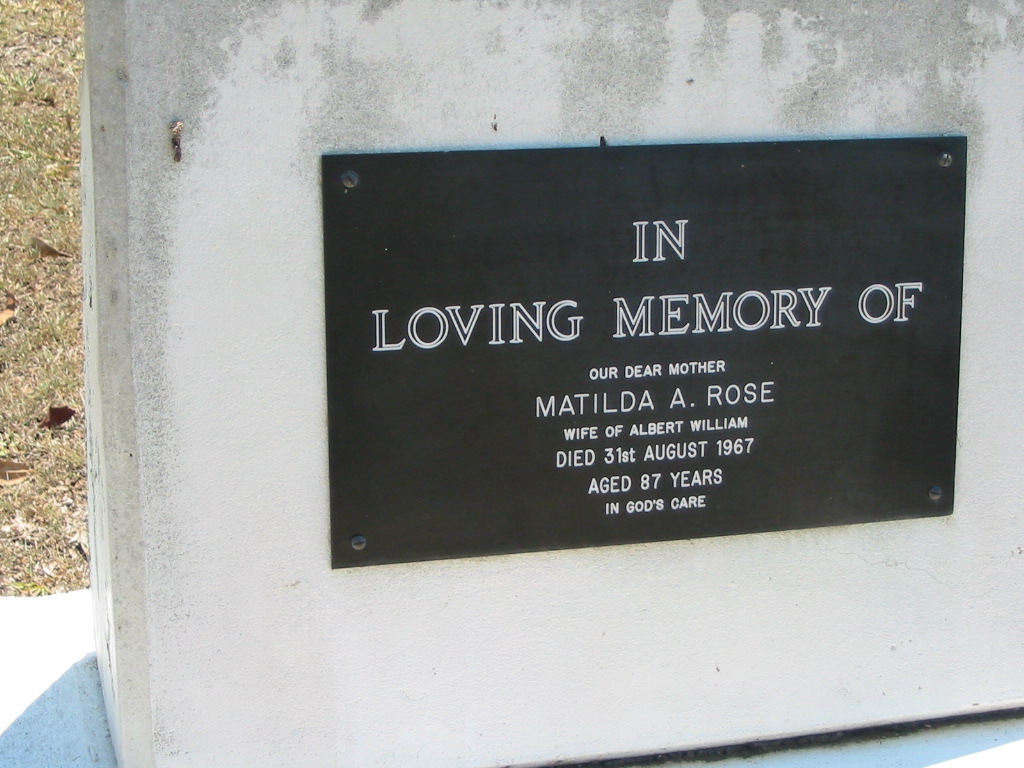 IN
LOVING MEMORY OF
OUR DEAR MOTHER
MATILDA A. ROSE
WIFE OF ALBERT WILLIAM
DIED 31st AUGUST 1967
AGED 87 YEARS
IN GOD'S CARE